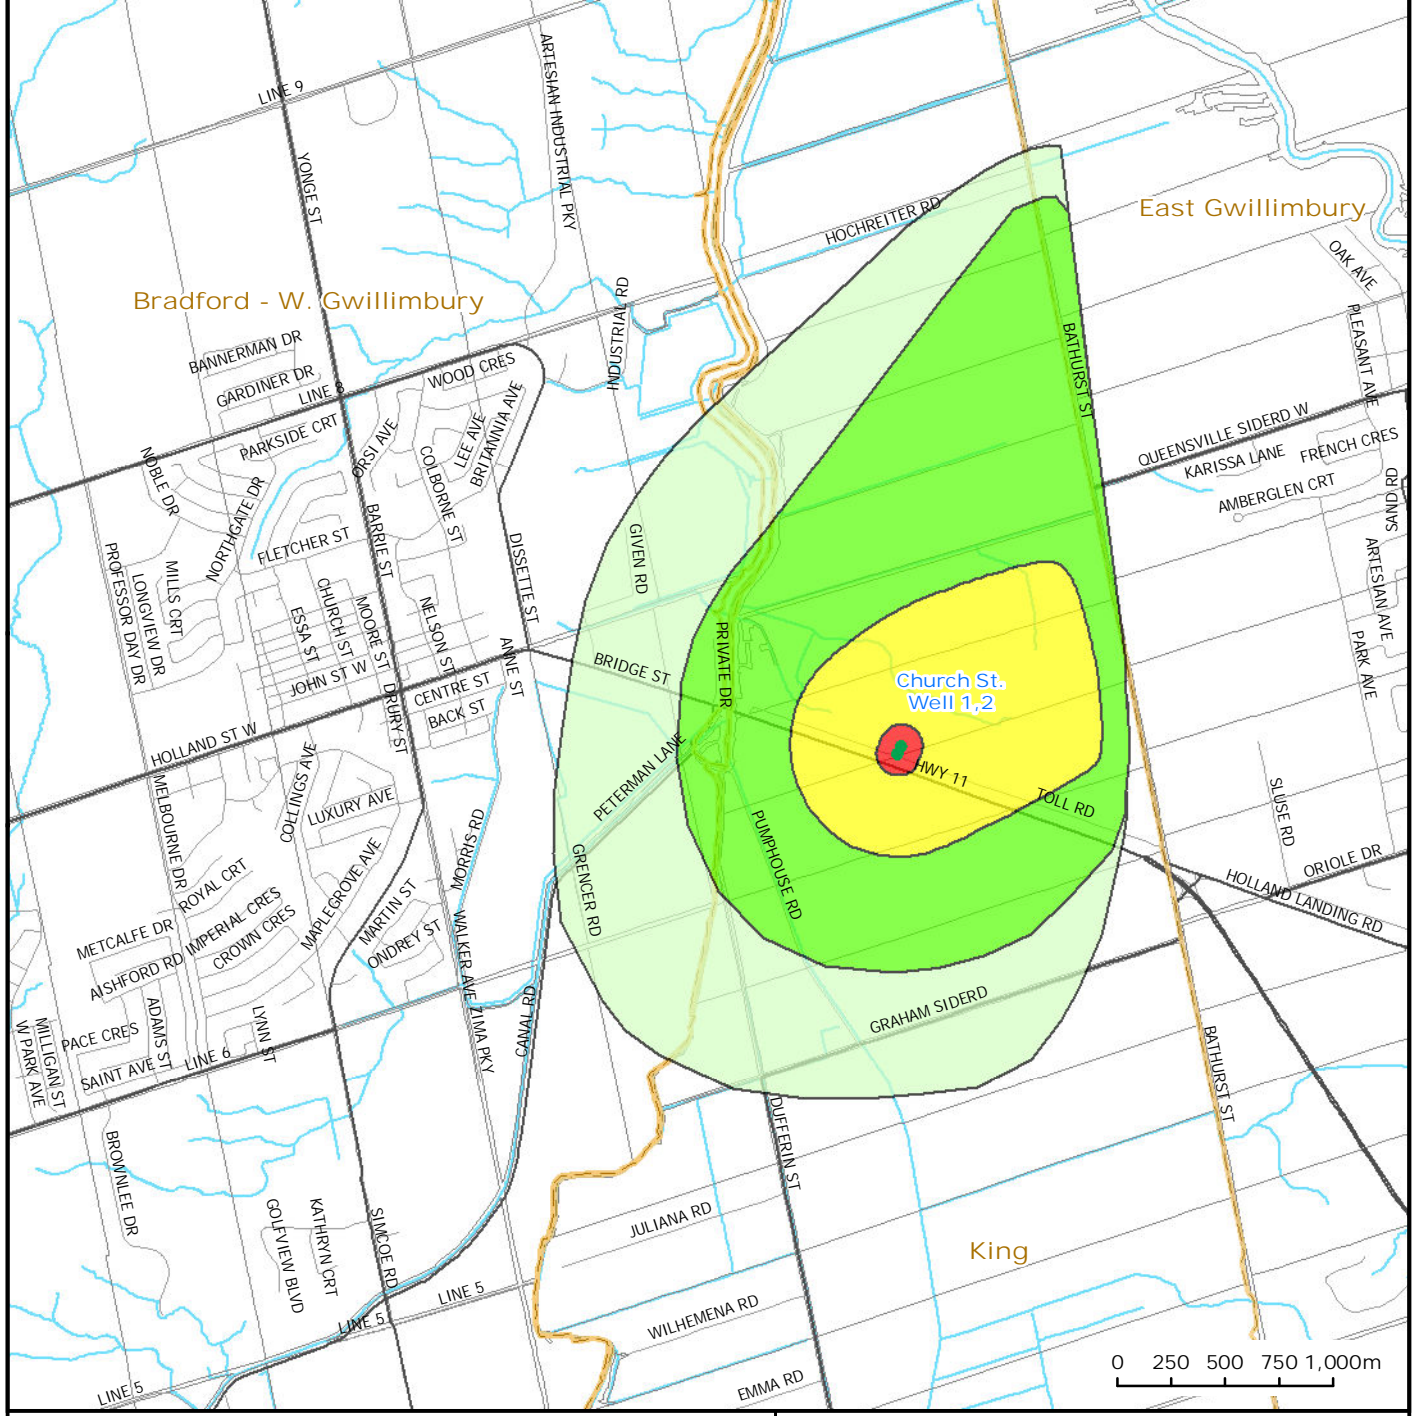 LINE 9
ARTESIAN INDUSTRIAL PKY
YONGE ST
East Gwillimbury
HOCHREITER RD
OAK AVE
Bradford - W. Gwillimbury
INDUSTRIAL RD
PLEASANT AVE
BATHURST ST
BANNERMAN DR
GARDINER DR
WOOD CRES
LINE 8
PARKSIDE CRT
ORSI AVE
LEE AVE
BRITANNIA AVE
COLBORNE ST
NOBLE DR
NORTHGATE DR
QUEENSVILLE SIDERD W
KARISSA LANE
FRENCH CRES
AMBERGLEN CRT
SAND RD
BARRIE ST
FLETCHER ST
DISSETTE ST
GIVEN RD
PROFESSOR DAY DR
LONGVIEW DR
MILLS CRT
CHURCH ST
ESSA ST
MOORE ST
NELSON ST
ARTESIAN AVE
PARK AVE
JOHN ST W
ANNE ST
BRIDGE ST
PRIVATE DR
CENTRE ST
BACK ST
DRURY ST
Church St.
Well 1,2
HOLLAND ST W
PETERMAN LANE
HWY 11
TOLL RD
COLLINGS AVE
MELBOURNE DR
LUXURY AVE
MORRIS RD
PUMPHOUSE RD
SLUSE RD
ORIOLE DR
ROYAL CRT
MAPLEGROVE AVE
GRENCER RD
HOLLAND LANDING RD
METCALFE DR
IMPERIAL CRES
CROWN CRES
MARTIN ST
ONDREY ST
AISHFORD RD
WALKER AVE
ZIMA PKY
CANAL RD
GRAHAM SIDERD
ADAMS ST
LYNN ST
PACE CRES
MILLIGAN ST
W PARK AVE
SAINT AVE
LINE 6
BATHURST ST
DUFFERIN ST
BROWNLEE DR
GOLFVIEW BLVD
KATHRYN CRT
SIMCOE RD
JULIANA RD
King
LINE 5
LINE 5
WILHEMENA RD
EMMA RD
LINE 5
0 250 500 750 1,000m